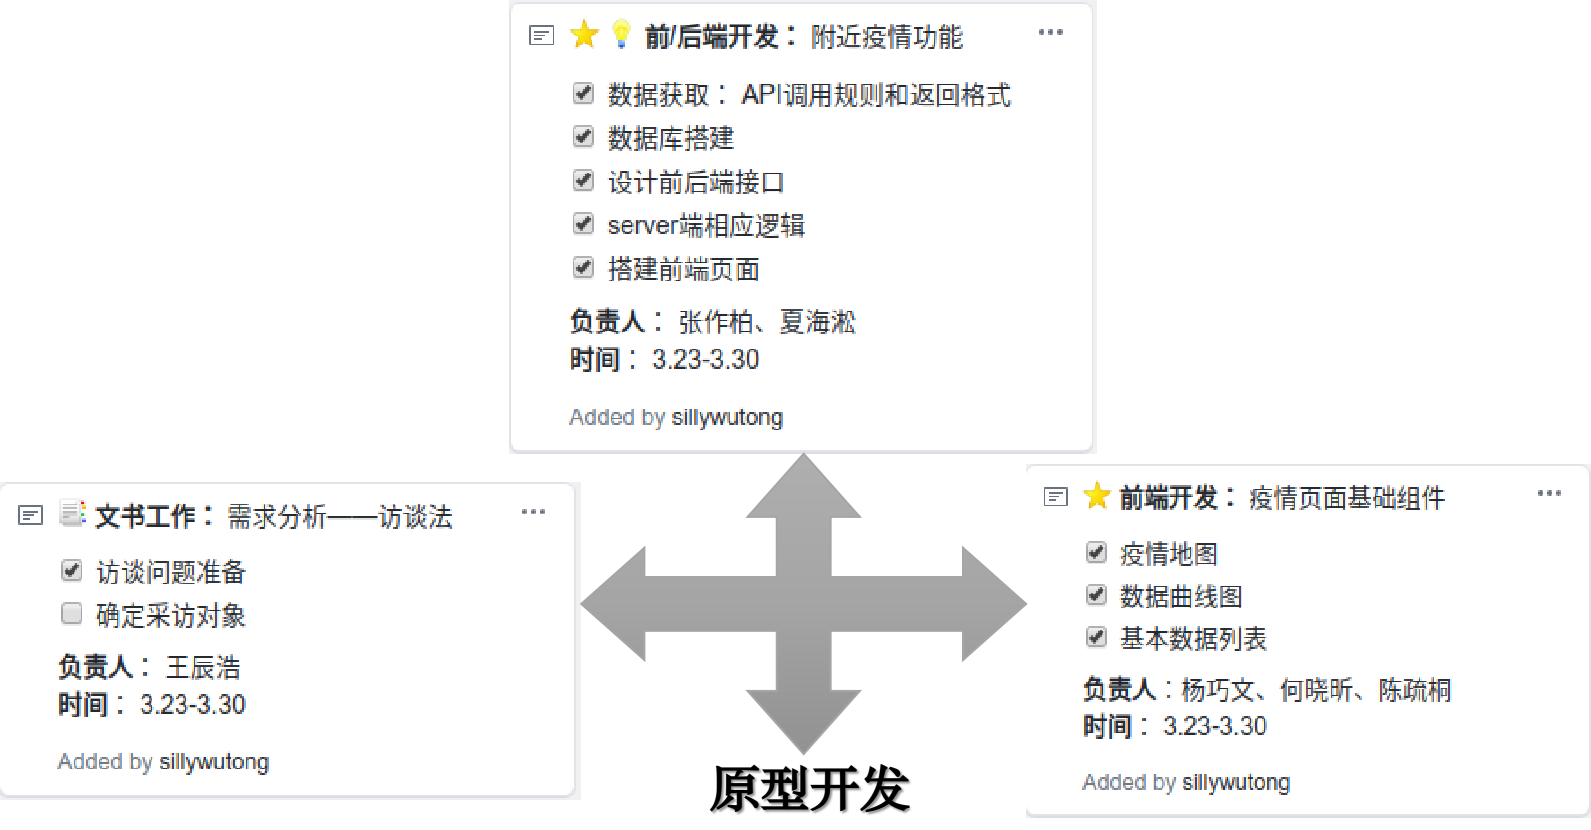 前/后端开发： 附近疫情功能
数据获取： API调用规则和返回格式
数据库搭建
设计前后端接口
server端相应逻辑
搭建前端页面
负责人： 张作柏、夏海淞
时间： 3.23-3.30
Added by sillywutong
文书工作： 需求分析——访谈法
访谈问题准备
确定采访对象
负责人： 王辰浩
时间： 3.23-3.30
Added by sillywutong
前端开发： 疫情页面基础组件
疫情地图
数据曲线图
基本数据列表
负责人：杨巧文、何晓昕、陈疏桐
时间： 3.23-3.30
Added by sillywutong
原型开发